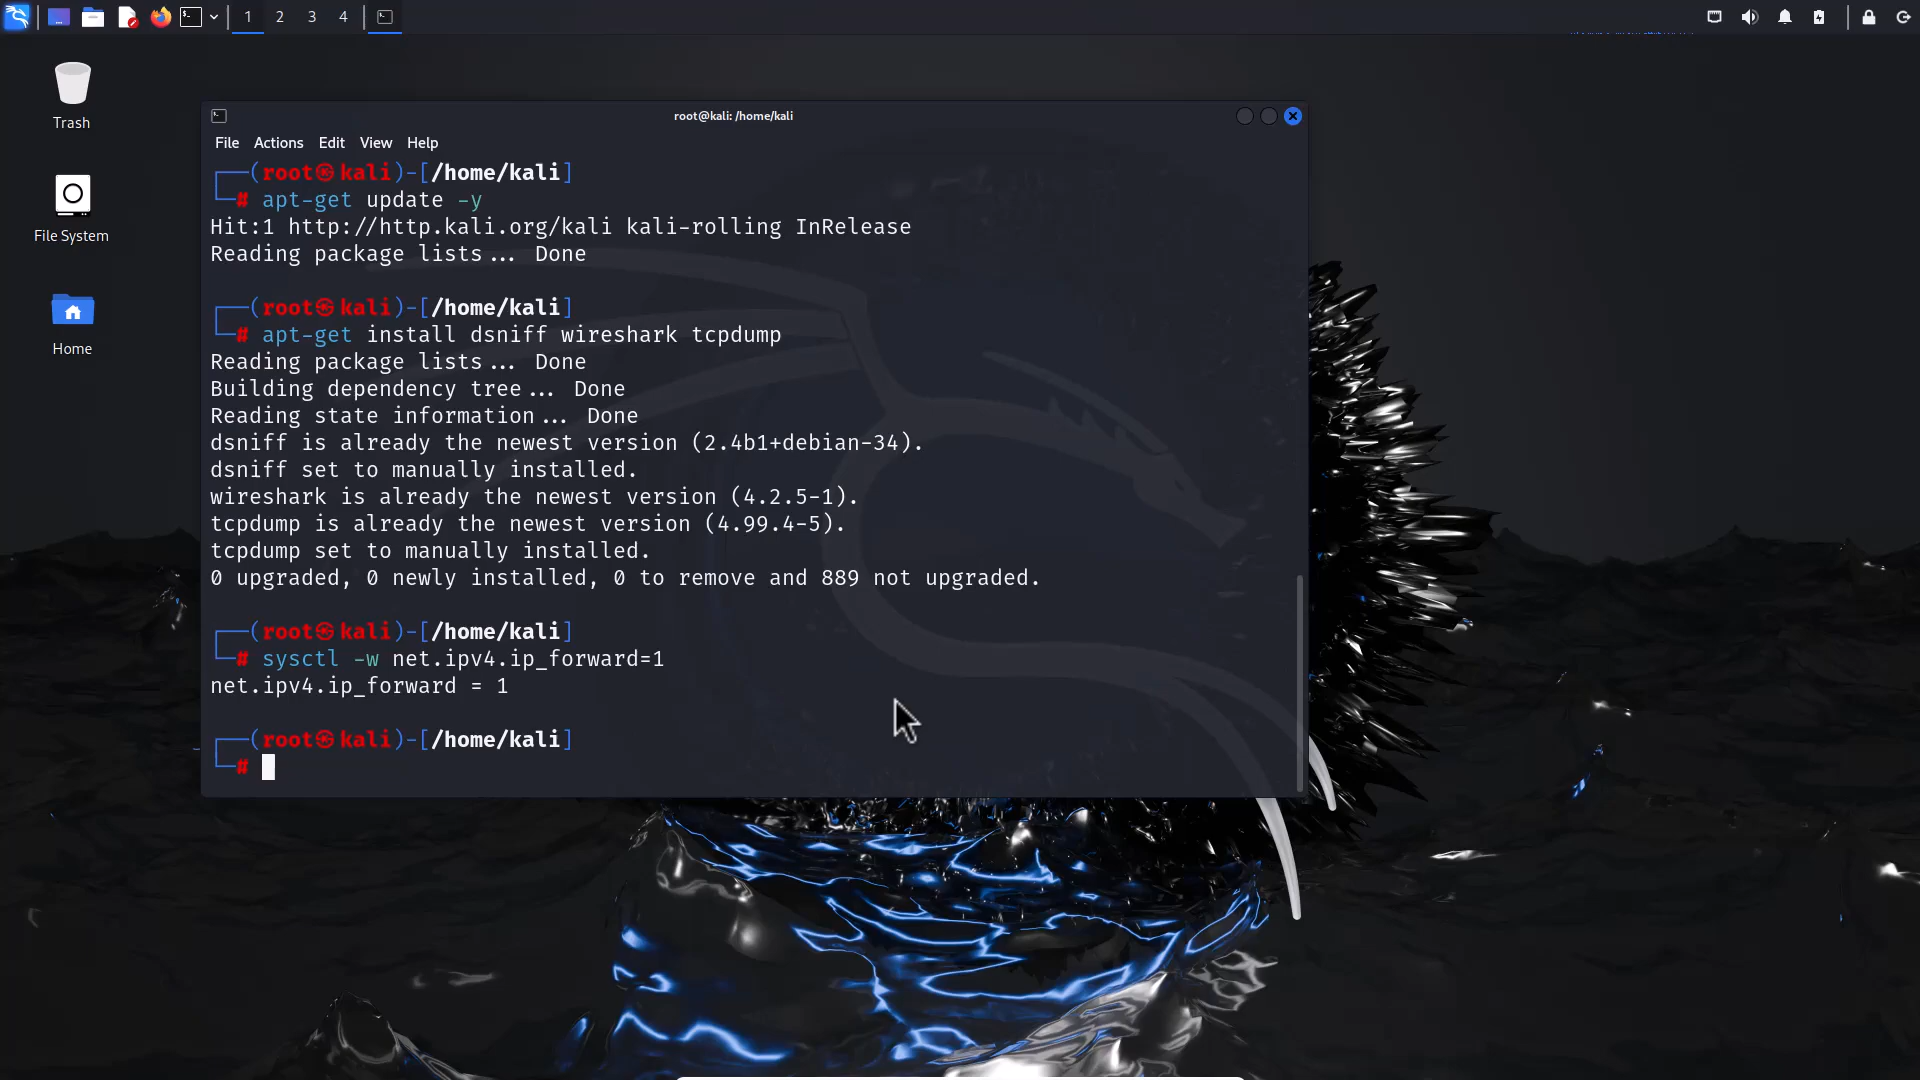 1 2 3 4
Trash
File System
Home
root@kali: /home/kali
File Actions Edit View Help
┌──(root㉿kali)-[/home/kali]
└─# apt-get update -y
Hit:1 http://http.kali.org/kali kali-rolling InRelease
Reading package lists... Done
┌──(root㉿kali)-[/home/kali]
└─# apt-get install dsniff wireshark tcpdump
Reading package lists... Done
Building dependency tree... Done
Reading state information... Done
dsniff is already the newest version (2.4b1+debian-34).
dsniff set to manually installed.
wireshark is already the newest version (4.2.5-1).
tcpdump is already the newest version (4.99.4-5).
tcpdump set to manually installed.
0 upgraded, 0 newly installed, 0 to remove and 889 not upgraded.
┌──(root㉿kali)-[/home/kali]
└─# sysctl -w net.ipv4.ip_forward=1
net.ipv4.ip_forward = 1
┌──(root㉿kali)-[/home/kali]
└─#